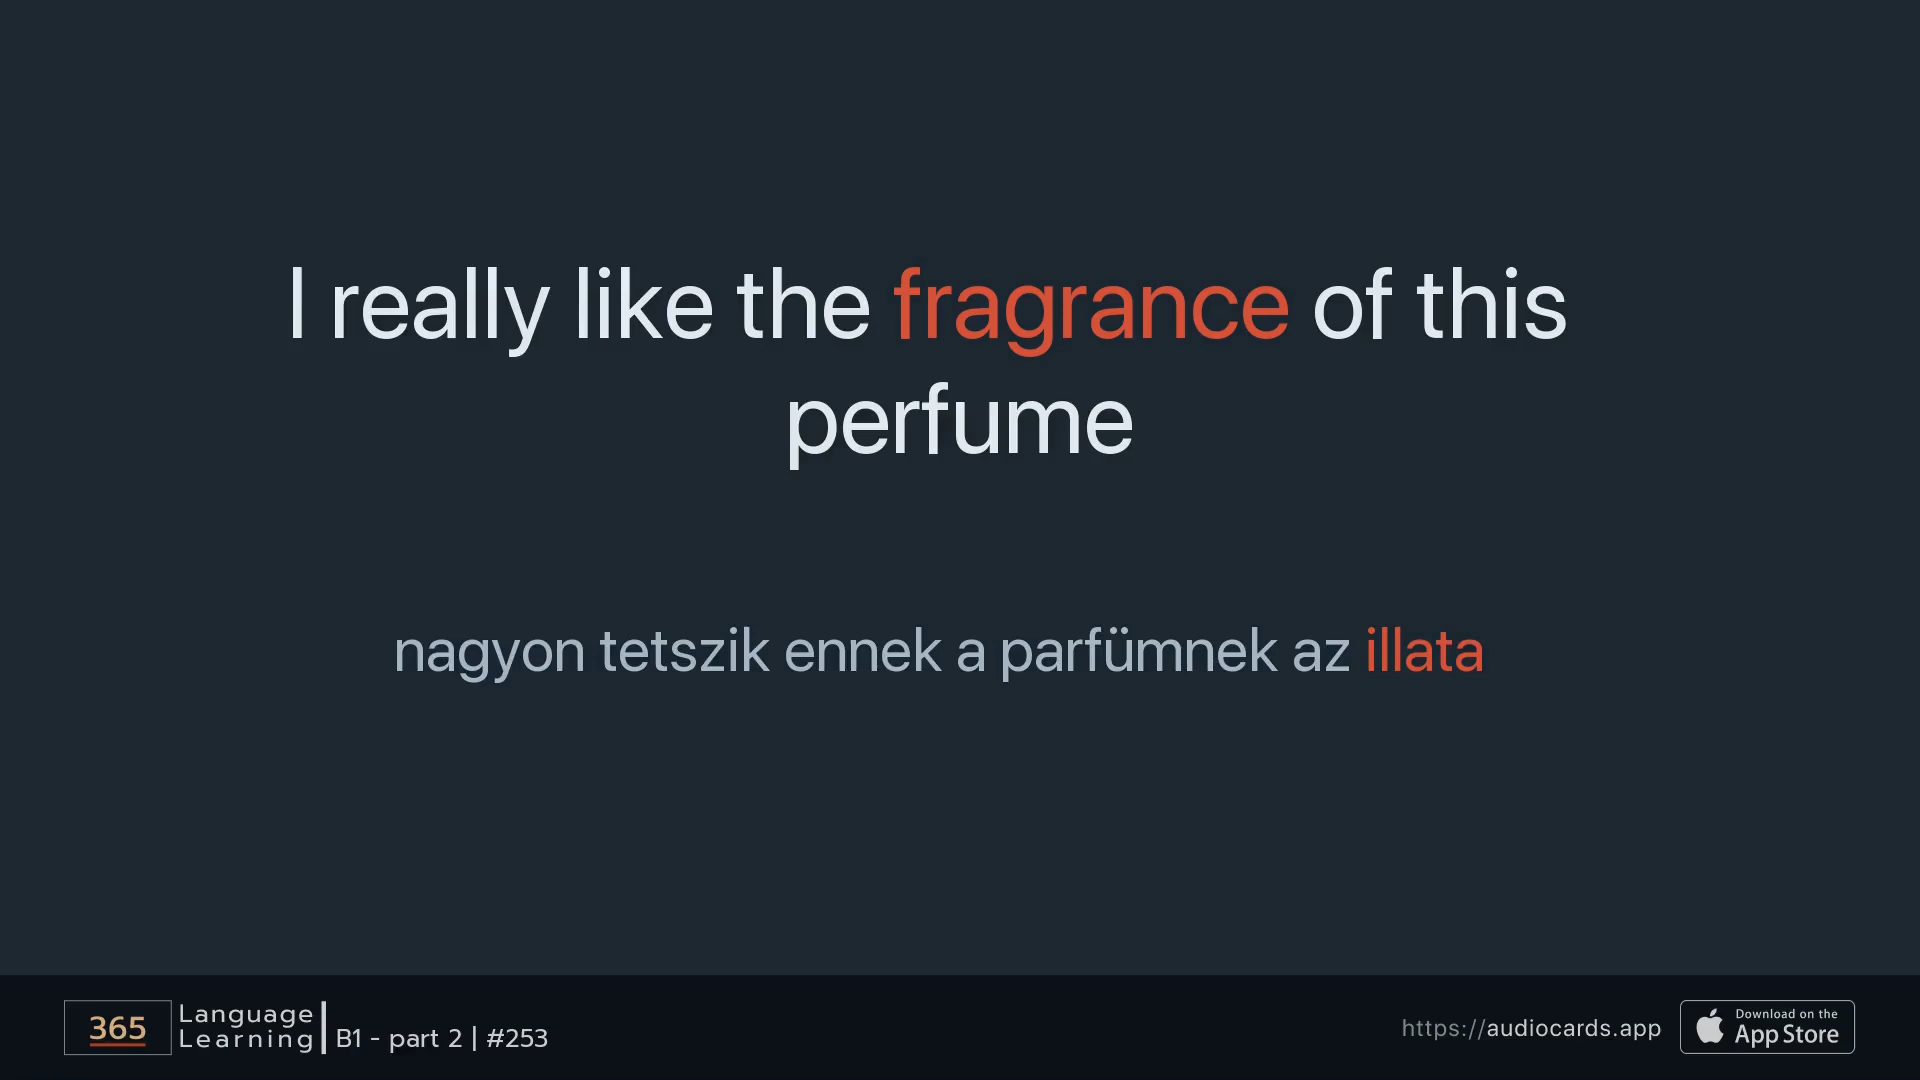 I really like the fragrance of this
perfume
nagyon tetszik ennek a parfümnek az illata
365
Language
Learning
B1 - part 2 | #253
https://audiocards.app
Download on the
App Store